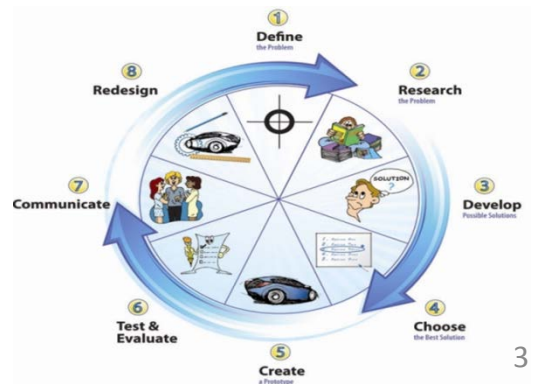 1
Define
the Problem
2
Research
the Problem
3
Develop
Possible Solutions
4
Choose
the Best Solution
5
Create
a Prototype
6
Test &
Evaluate
7
Communicate
8
Redesign
SOLUTION
?
3